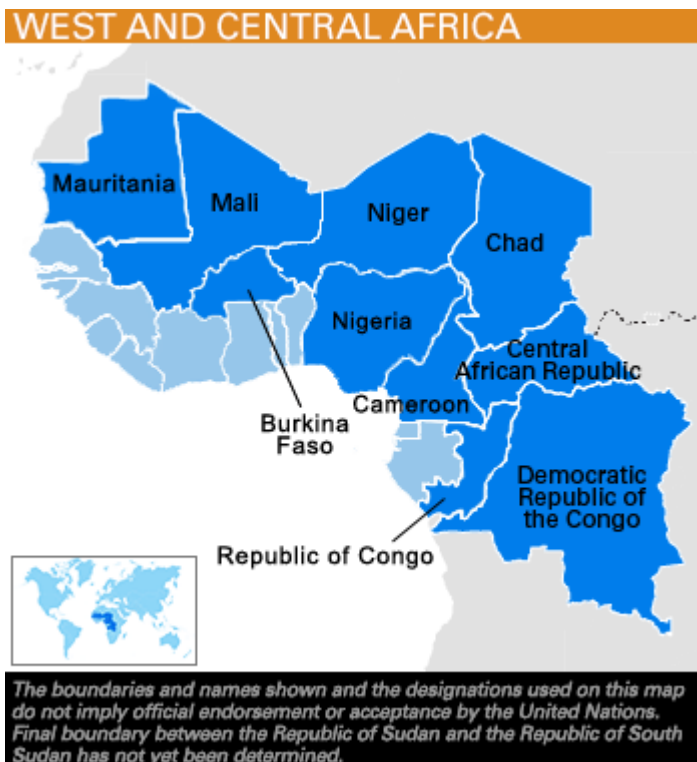 WEST AND CENTRAL AFRICA
Mauritania
Mali
Niger
Chad
Nigeria
Central
African Republic
Cameroon
Burkina
Faso
Democratic
Republic of
the Congo
Republic of Congo
The boundaries and names shown and the designations used on this map
do not imply official endorsement or acceptance by the United Nations.
Final boundary between the Republic of Sudan and the Republic of South
Sudan has not yet been determined.